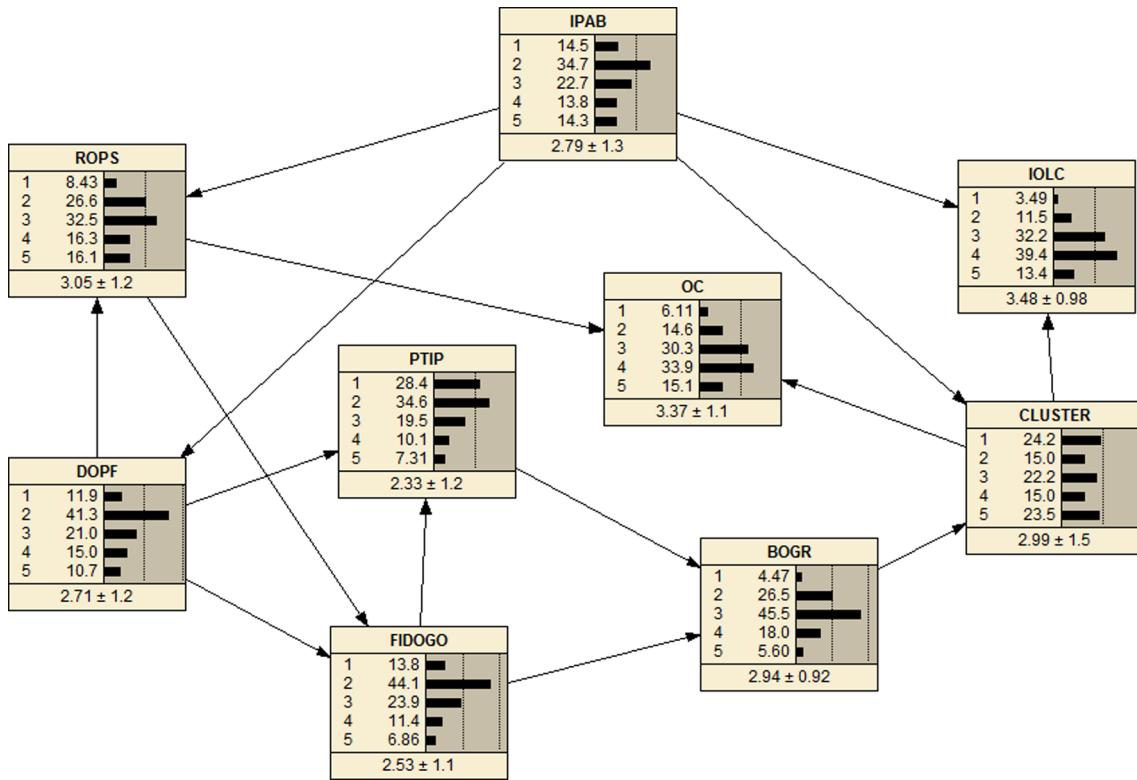 IPAB
1 14.5
2 34.7
3 22.7
4 13.8
5 14.3
2.79 ± 1.3
ROPS
1 8.43
2 26.6
3 32.5
4 16.3
5 16.1
3.05 ± 1.2
IOLC
1 3.49
2 11.5
3 32.2
4 39.4
5 13.4
3.48 ± 0.98
OC
1 6.11
2 14.6
3 30.3
4 33.9
5 15.1
3.37 ± 1.1
PTIP
1 28.4
2 34.6
3 19.5
4 10.1
5 7.31
2.33 ± 1.2
CLUSTER
1 24.2
2 15.0
3 22.2
4 15.0
5 23.5
2.99 ± 1.5
DOPF
1 11.9
2 41.3
3 21.0
4 15.0
5 10.7
2.71 ± 1.2
BOGR
1 4.47
2 26.5
3 45.5
4 18.0
5 5.60
2.94 ± 0.92
FIDOGO
1 13.8
2 44.1
3 23.9
4 11.4
5 6.86
2.53 ± 1.1